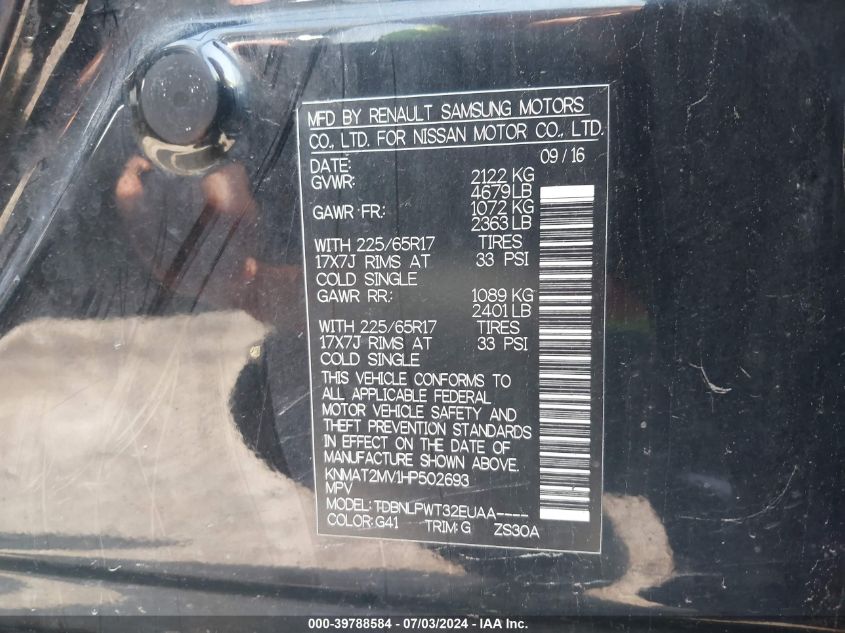 MFD BY RENAULT SAMSUNG MOTORS
CO., LTD. FOR NISSAN MOTOR CO., LTD.
DATE: 09/16
GVWR: 2122 KG
4679LB
GAWR FR.: 1072 KG
2363 LB
WITH 225/65R17 TIRES
17X7J RIMS AT 33 PSI
COLD SINGLE
GAWR RR.: 1089 KG
2401 LB
WITH 225/65R17 TIRES
17X7J RIMS AT 33 PSI
COLD SINGLE
THIS VEHICLE CONFORMS TO
ALL APPLICABLE FEDERAL
MOTOR VEHICLE SAFETY AND
THEFT PREVENTION STANDARDS
IN EFFECT ON THE DATE OF
MANUFACTURE SHOWN ABOVE.
KNMAT2MV1HP502693
MPV
MODEL: TDBNLPWT32EUAA----
COLOR: G41 TRIM: G ZS30A
000-39788584 - 07/03/2024 - IAA Inc.